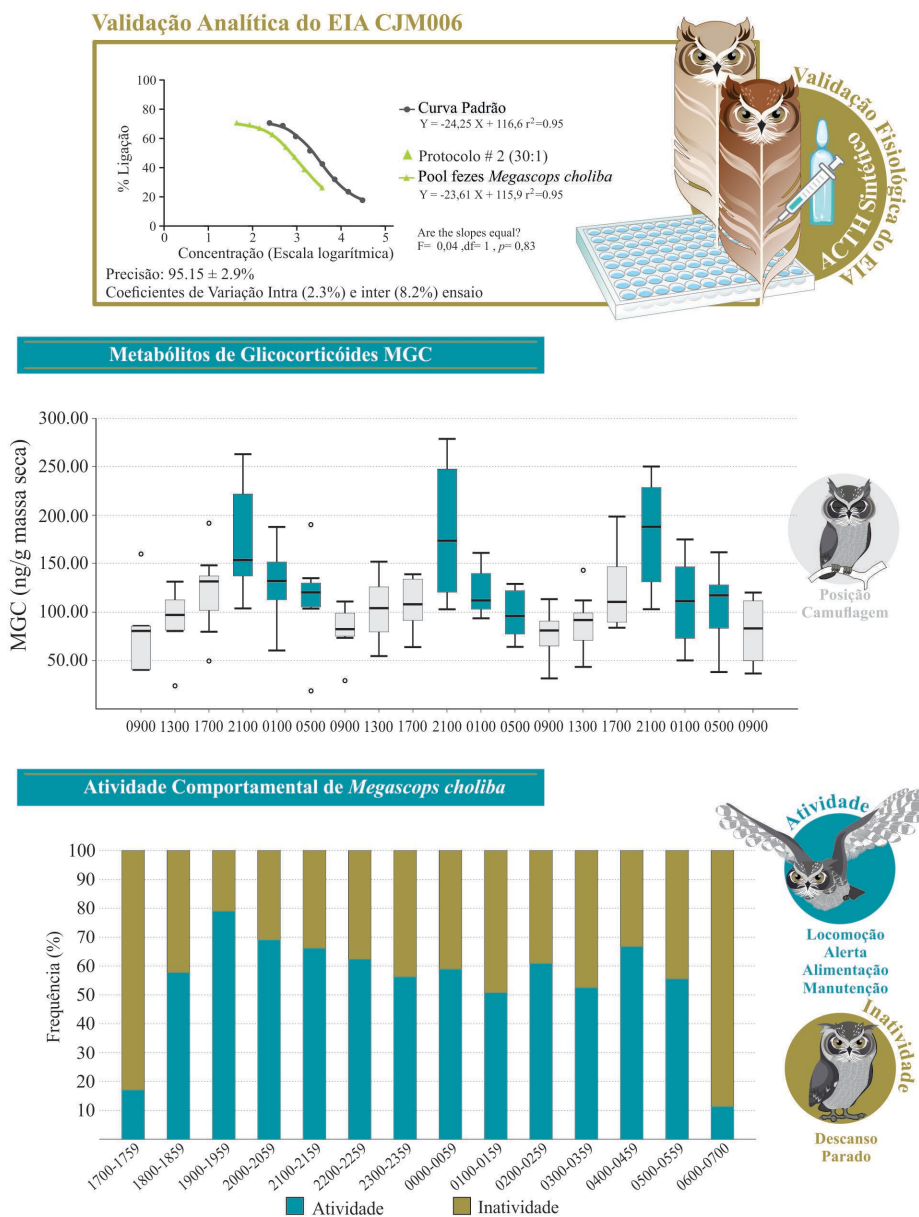 Validação Analítica do EIA CJM006
100
80
60
40
20
0
% Ligação
0 1 2 3 4 5
Concentração (Escala logarítmica)
Curva Padrão
Y = -24,25 X + 116,6 r²=0.95
Protocolo # 2 (30:1)
Pool fezes Megascops choliba
Y = -23,61 X + 115,9 r²=0.95
Are the slopes equal?
F= 0,04 ,df= 1 , p= 0,83
Precisão: 95.15 ± 2.9%
Coeficientes de Variação Intra (2.3%) e inter (8.2%) ensaio
Validação Fisiológica do EIA
ACTH Sintético
Metabólitos de Glicocorticóides MGC
300.00
250.00
200.00
150.00
100.00
50.00
MGC (ng/g massa seca)
0900 1300 1700 2100 0100 0500 0900 1300 1700 2100 0100 0500 0900 1300 1700 2100 0100 0500 0900
Posição
Camuflagem
Atividade Comportamental de Megascops choliba
100
90
80
70
60
50
40
30
20
10
Frequência (%)
1700-1759 1800-1859 1900-1959 2000-2059 2100-2159 2200-2259 2300-2359 0000-0059 0100-0159 0200-0259 0300-0359 0400-0459 0500-0559 0600-0700
Atividade Inatividade
Atividade
Locomoção
Alerta
Alimentação
Manutenção
Inatividade
Descanso
Parado